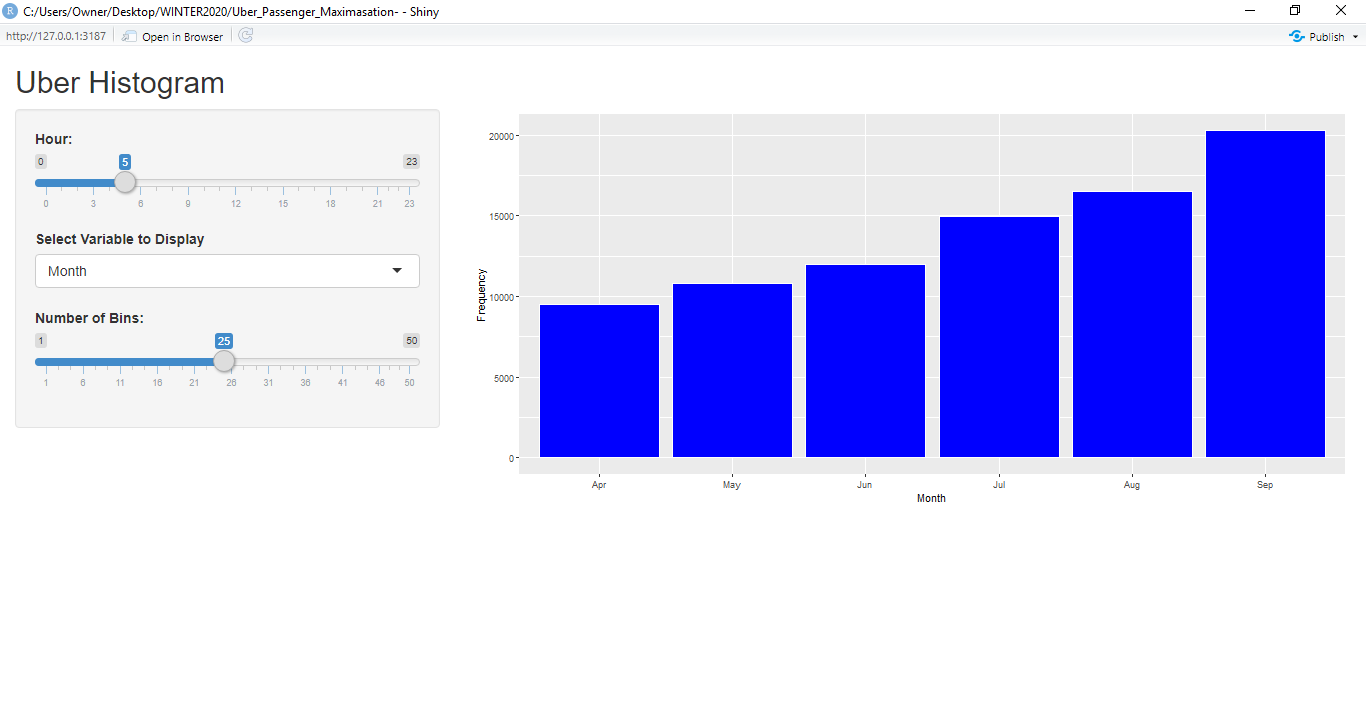 C:/Users/Owner/Desktop/WINTER2020/Uber_Passenger_Maximasation- - Shiny
http://127.0.0.1:3187 Open in Browser Publish
Uber Histogram
Hour:
0 5 23
0 3 6 9 12 15 18 21 23
Select Variable to Display
Month
Number of Bins:
1 25 50
1 6 11 16 21 26 31 36 41 46 50
Frequency
20000
15000
10000
5000
0
Apr May Jun Jul Aug Sep
Month